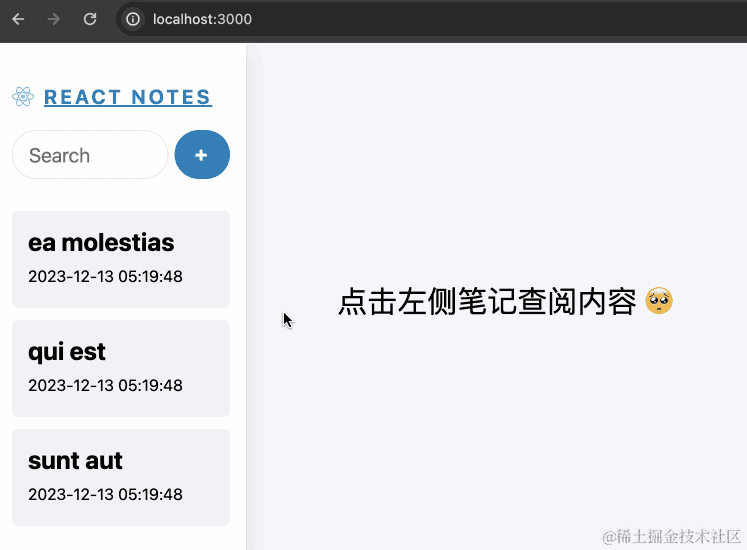 localhost:3000
REACT NOTES
Search
+
ea molestias
2023-12-13 05:19:48
qui est
2023-12-13 05:19:48
sunt aut
2023-12-13 05:19:48
点击左侧笔记查阅内容 🥺
@稀土掘金技术社区